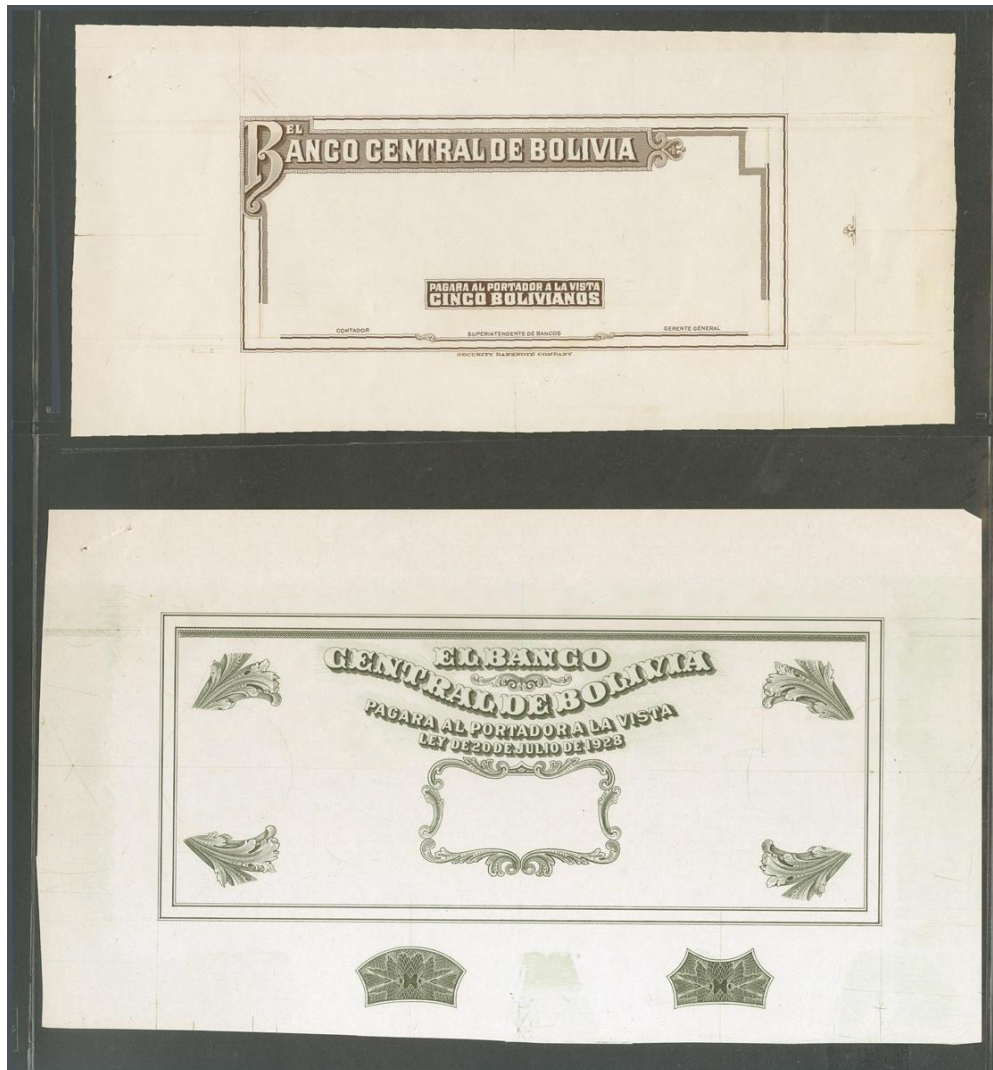 EL
BANCO CENTRAL DE BOLIVIA
PAGARA AL PORTADOR A LA VISTA
CINCO BOLIVIANOS
CONTADOR
SUPERINTENDENTE DE BANCOS
GERENTE GENERAL
SECURITY BANKNOTE COMPANY
EL BANCO
CENTRAL DE BOLIVIA
PAGARA AL PORTADOR A LA VISTA
LEY DE 20 DE JULIO DE 1928